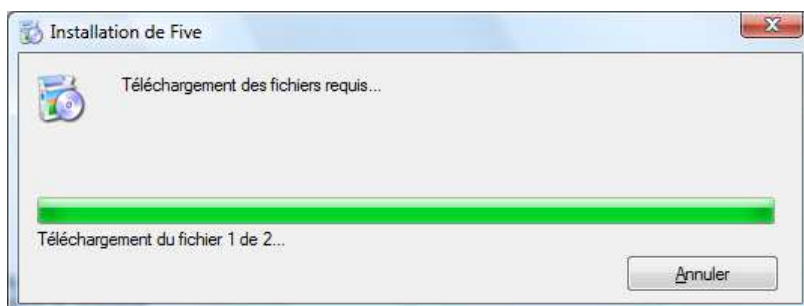 Installation de Five
Téléchargement des fichiers requis...
Téléchargement du fichier 1 de 2...
Annuler